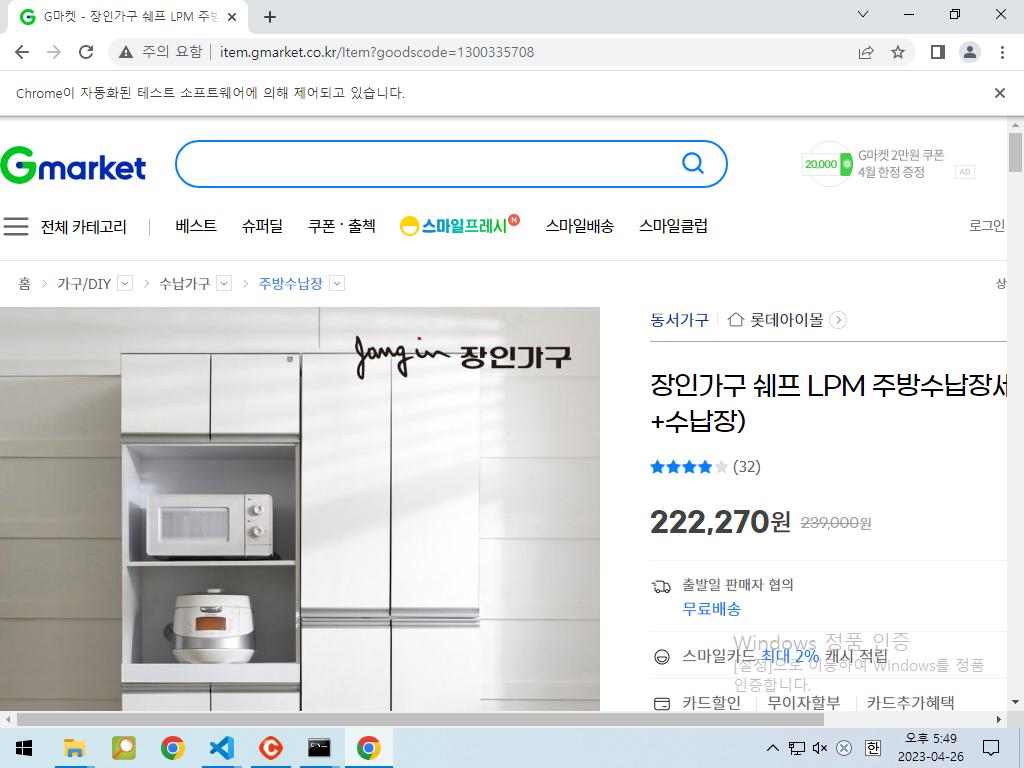 G마켓 - 장인가구 쉐프 LPM 주방
주의 요함 item.gmarket.co.kr/Item?goodscode=1300335708
Chrome이 자동화된 테스트 소프트웨어에 의해 제어되고 있습니다.
Gmarket
20,000 G
G마켓 2만원 쿠폰
4월 한정 증정
AD
전체 카테고리 베스트 슈퍼딜 쿠폰·출첵 스마일프레시 N 스마일배송 스마일클럽 로그인
홈 가구/DIY 수납가구 주방수납장 상
동서가구 롯데아이몰
Jangin 장인가구
장인가구 쉐프 LPM 주방수납장세
+수납장)
(32)
222,270원 239,000원
출발일 판매자 협의
무료배송
스마일카드 최대 2% 캐시 적립
Windows 정품 인증
[설정]으로 이동하여 Windows를 정품
인증합니다.
카드할인 무이자할부 카드추가혜택
한
오후 5:49
2023-04-26